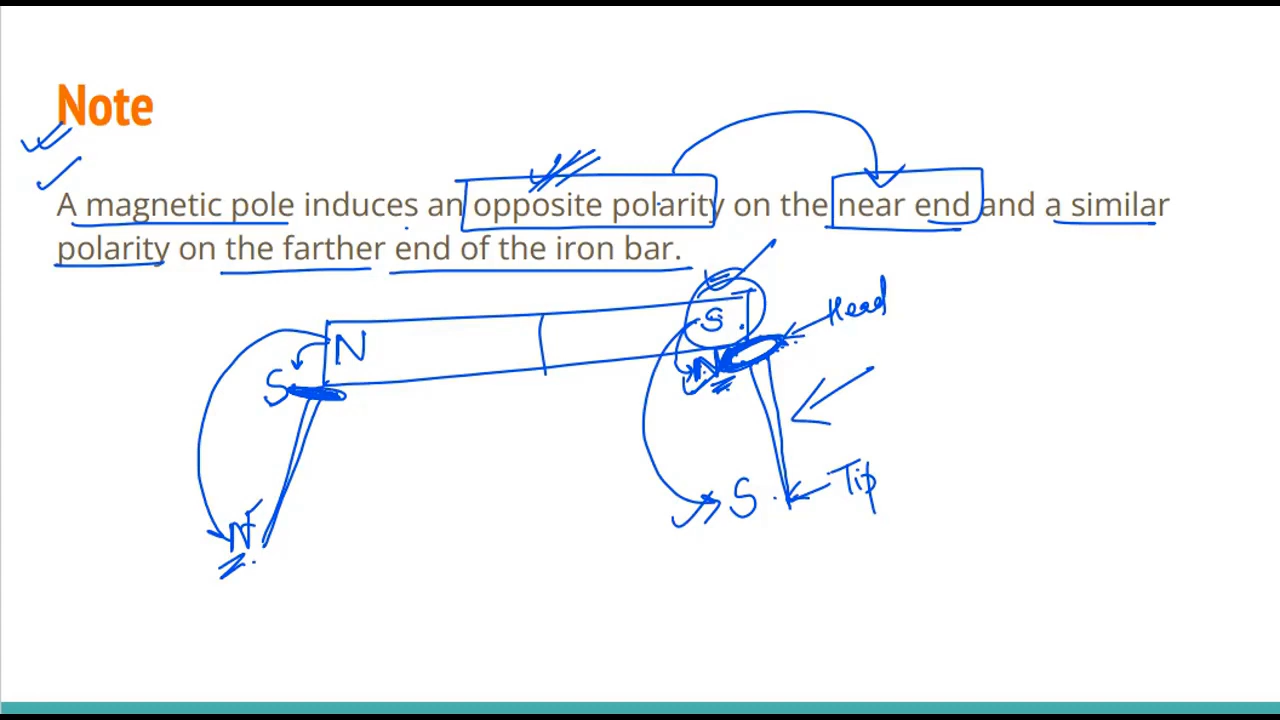 Note
A magnetic pole induces an opposite polarity on the near end and a similar
polarity on the farther end of the iron bar.
Head
N S
S N
Tip
S
N